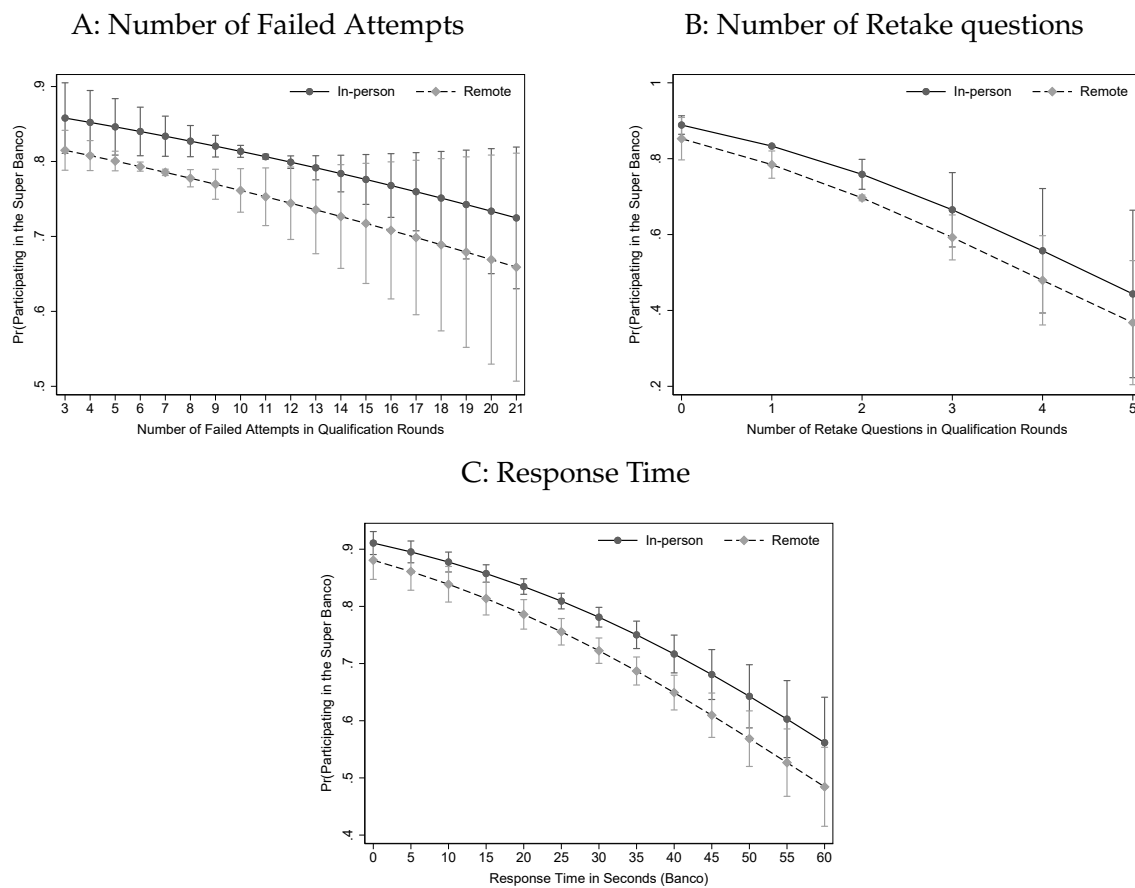 A: Number of Failed Attempts
Pr(Participating in the Super Banco)
.9
.8
.7
.6
.5
In-person
Remote
3 4 5 6 7 8 9 10 11 12 13 14 15 16 17 18 19 20 21
Number of Failed Attempts in Qualification Rounds
B: Number of Retake questions
Pr(Participating in the Super Banco)
1
.8
.6
.4
.2
In-person
Remote
0 1 2 3 4 5
Number of Retake Questions in Qualification Rounds
C: Response Time
Pr(Participating in the Super Banco)
.9
.8
.7
.6
.5
.4
In-person
Remote
0 5 10 15 20 25 30 35 40 45 50 55 60
Response Time in Seconds (Banco)